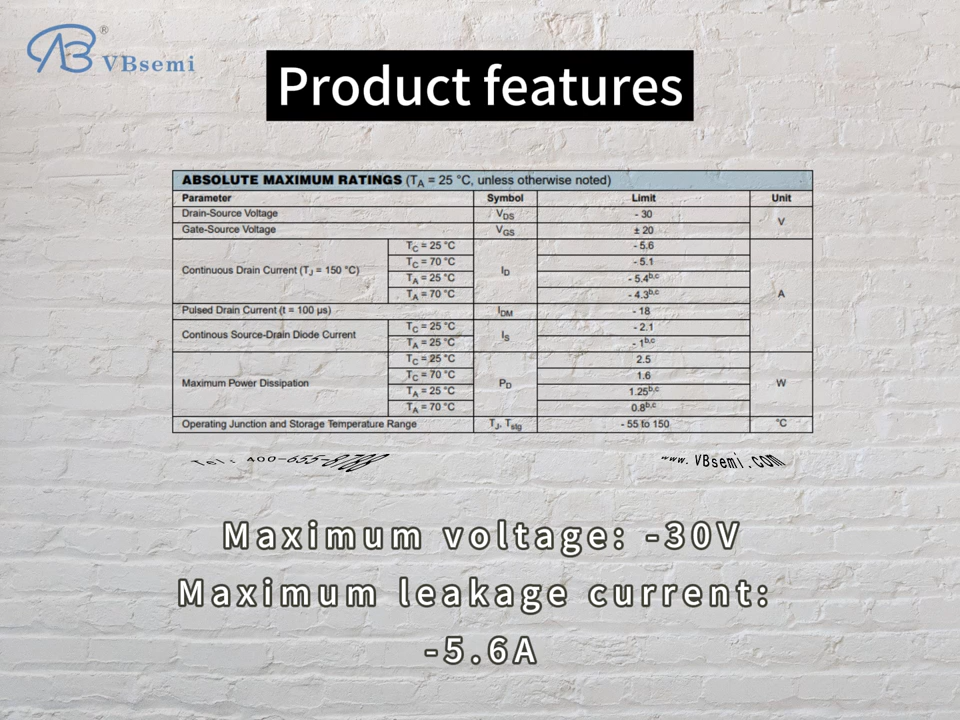 VBsemi®
Product features
ABSOLUTE MAXIMUM RATINGS (TA = 25 °C, unless otherwise noted)
Parameter Symbol Limit Unit
Drain-Source Voltage VDS - 30 V
Gate-Source Voltage VGS ± 20
Continuous Drain Current (TJ = 150 °C) TC = 25 °C ID - 5.6 A
TC = 70 °C - 5.1
TA = 25 °C - 5.4b,c
TA = 70 °C - 4.3b,c
Pulsed Drain Current (t = 100 µs) IDM - 18
Continous Source-Drain Diode Current TC = 25 °C IS - 2.1
TA = 25 °C - 1b,c
Maximum Power Dissipation TC = 25 °C PD 2.5 W
TC = 70 °C 1.6
TA = 25 °C 1.25b,c
TA = 70 °C 0.8b,c
Operating Junction and Storage Temperature Range TJ, Tstg - 55 to 150 °C
Tel: 400-655-8788 www.VBsemi.com
Maximum voltage: -30V
Maximum leakage current:
-5.6A